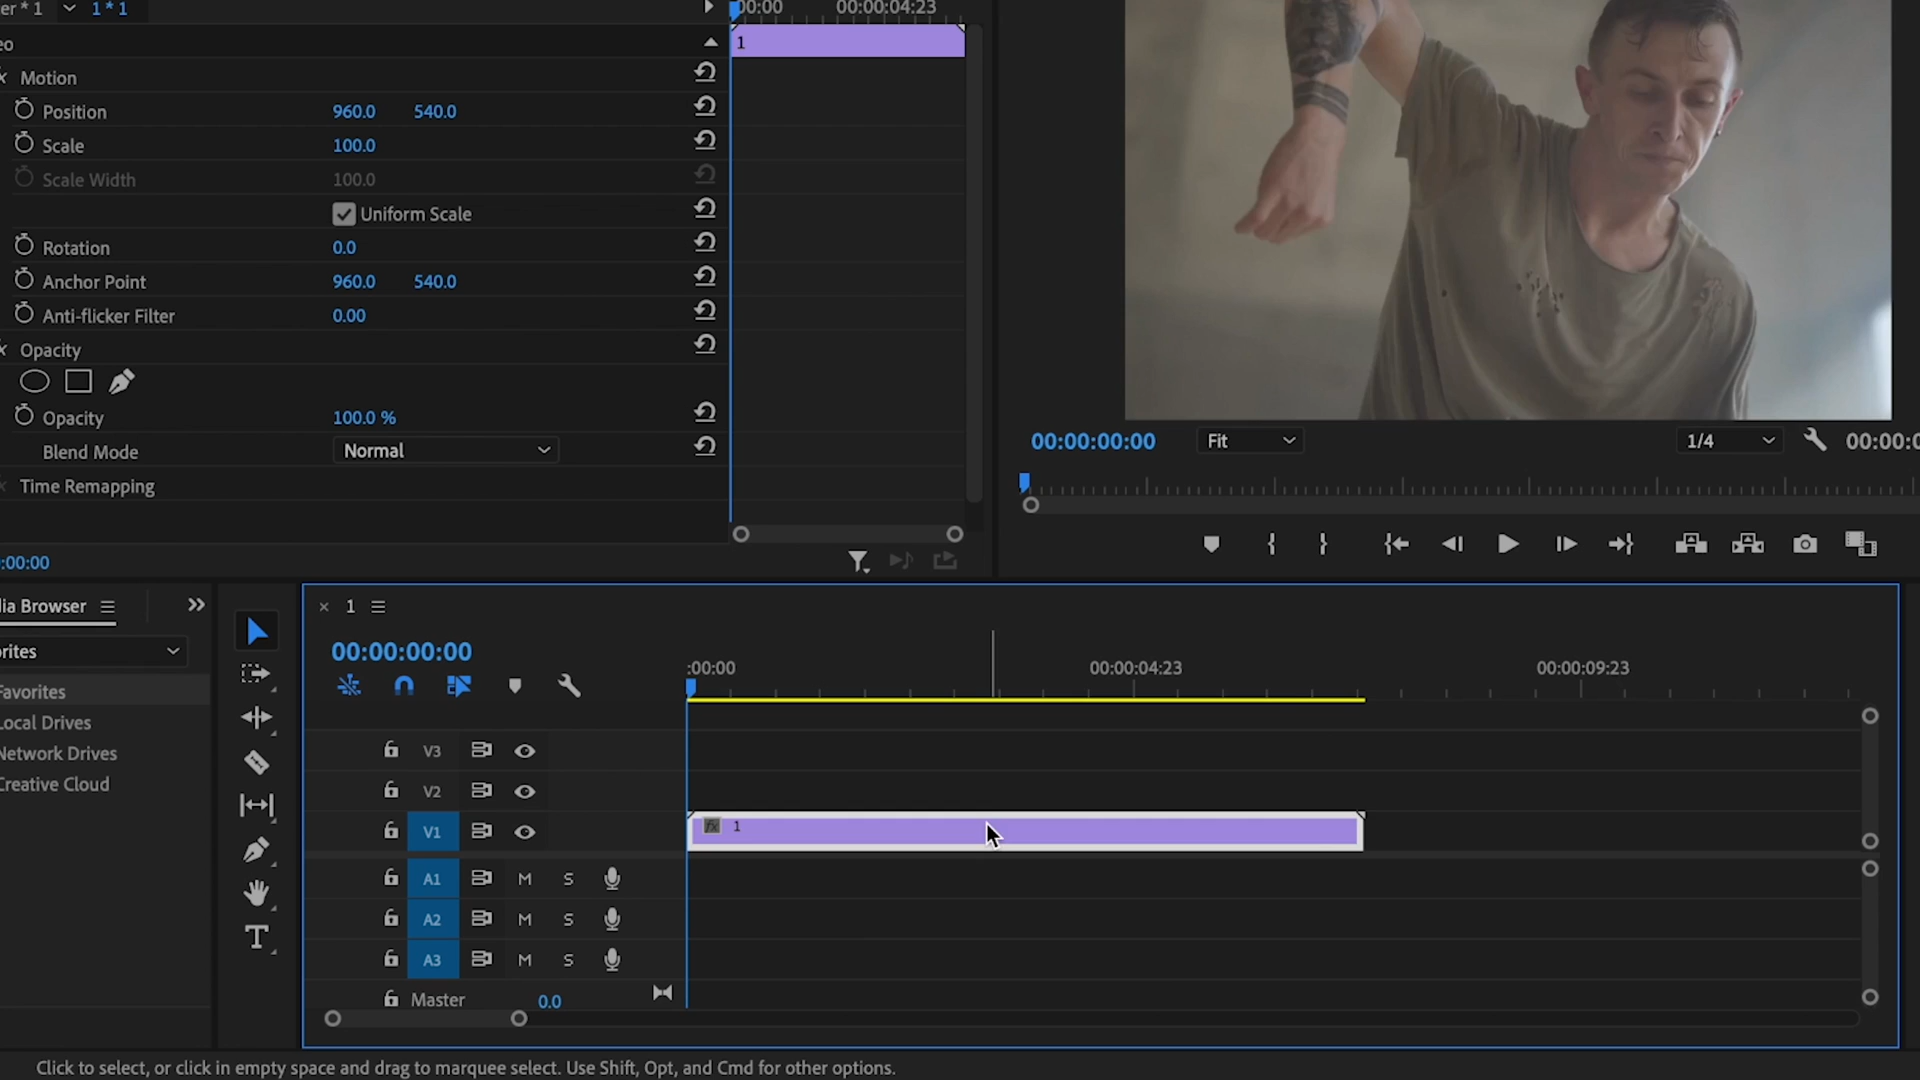 er * 1 1 * 1
:00:00 00:00:04:23
eo
1
Motion
Position 960.0 540.0
Scale 100.0
Scale Width 100.0
Uniform Scale
Rotation 0.0
Anchor Point 960.0 540.0
Anti-flicker Filter 0.00
Opacity
Opacity 100.0 %
Blend Mode Normal
Time Remapping
:00:00
00:00:00:00 Fit 1/4 00:00:0
ia Browser
1
orites
00:00:00:00
:00:00 00:00:04:23 00:00:09:23
Favorites
Local Drives
Network Drives
Creative Cloud
V3
V2
V1
fx 1
A1 M S
A2 M S
A3 M S
Master 0.0
Click to select, or click in empty space and drag to marquee select. Use Shift, Opt, and Cmd for other options.